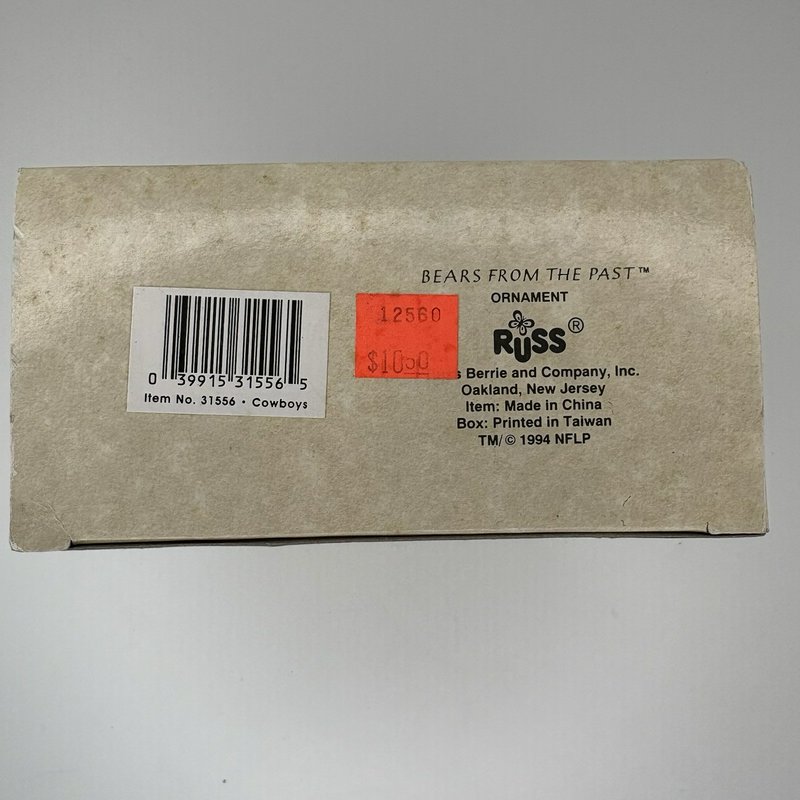 BEARS FROM THE PAST™
ORNAMENT
RUSS®
Berrie and Company, Inc.
Oakland, New Jersey
Item: Made in China
Box: Printed in Taiwan
TM/© 1994 NFLP
12560
$10.50
0 39915 31556 5
Item No. 31556 • Cowboys